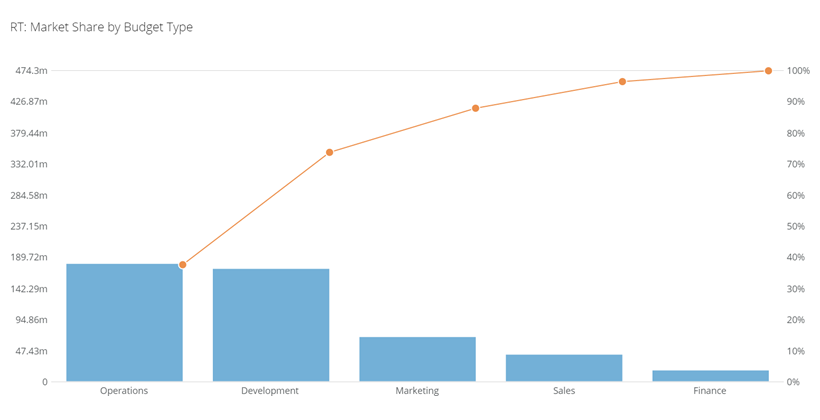 RT: Market Share by Budget Type
474.3m 100%
426.87m 90%
379.44m 80%
332.01m 70%
284.58m 60%
237.15m 50%
189.72m 40%
142.29m 30%
94.86m 20%
47.43m 10%
0 0%
Operations Development Marketing Sales Finance